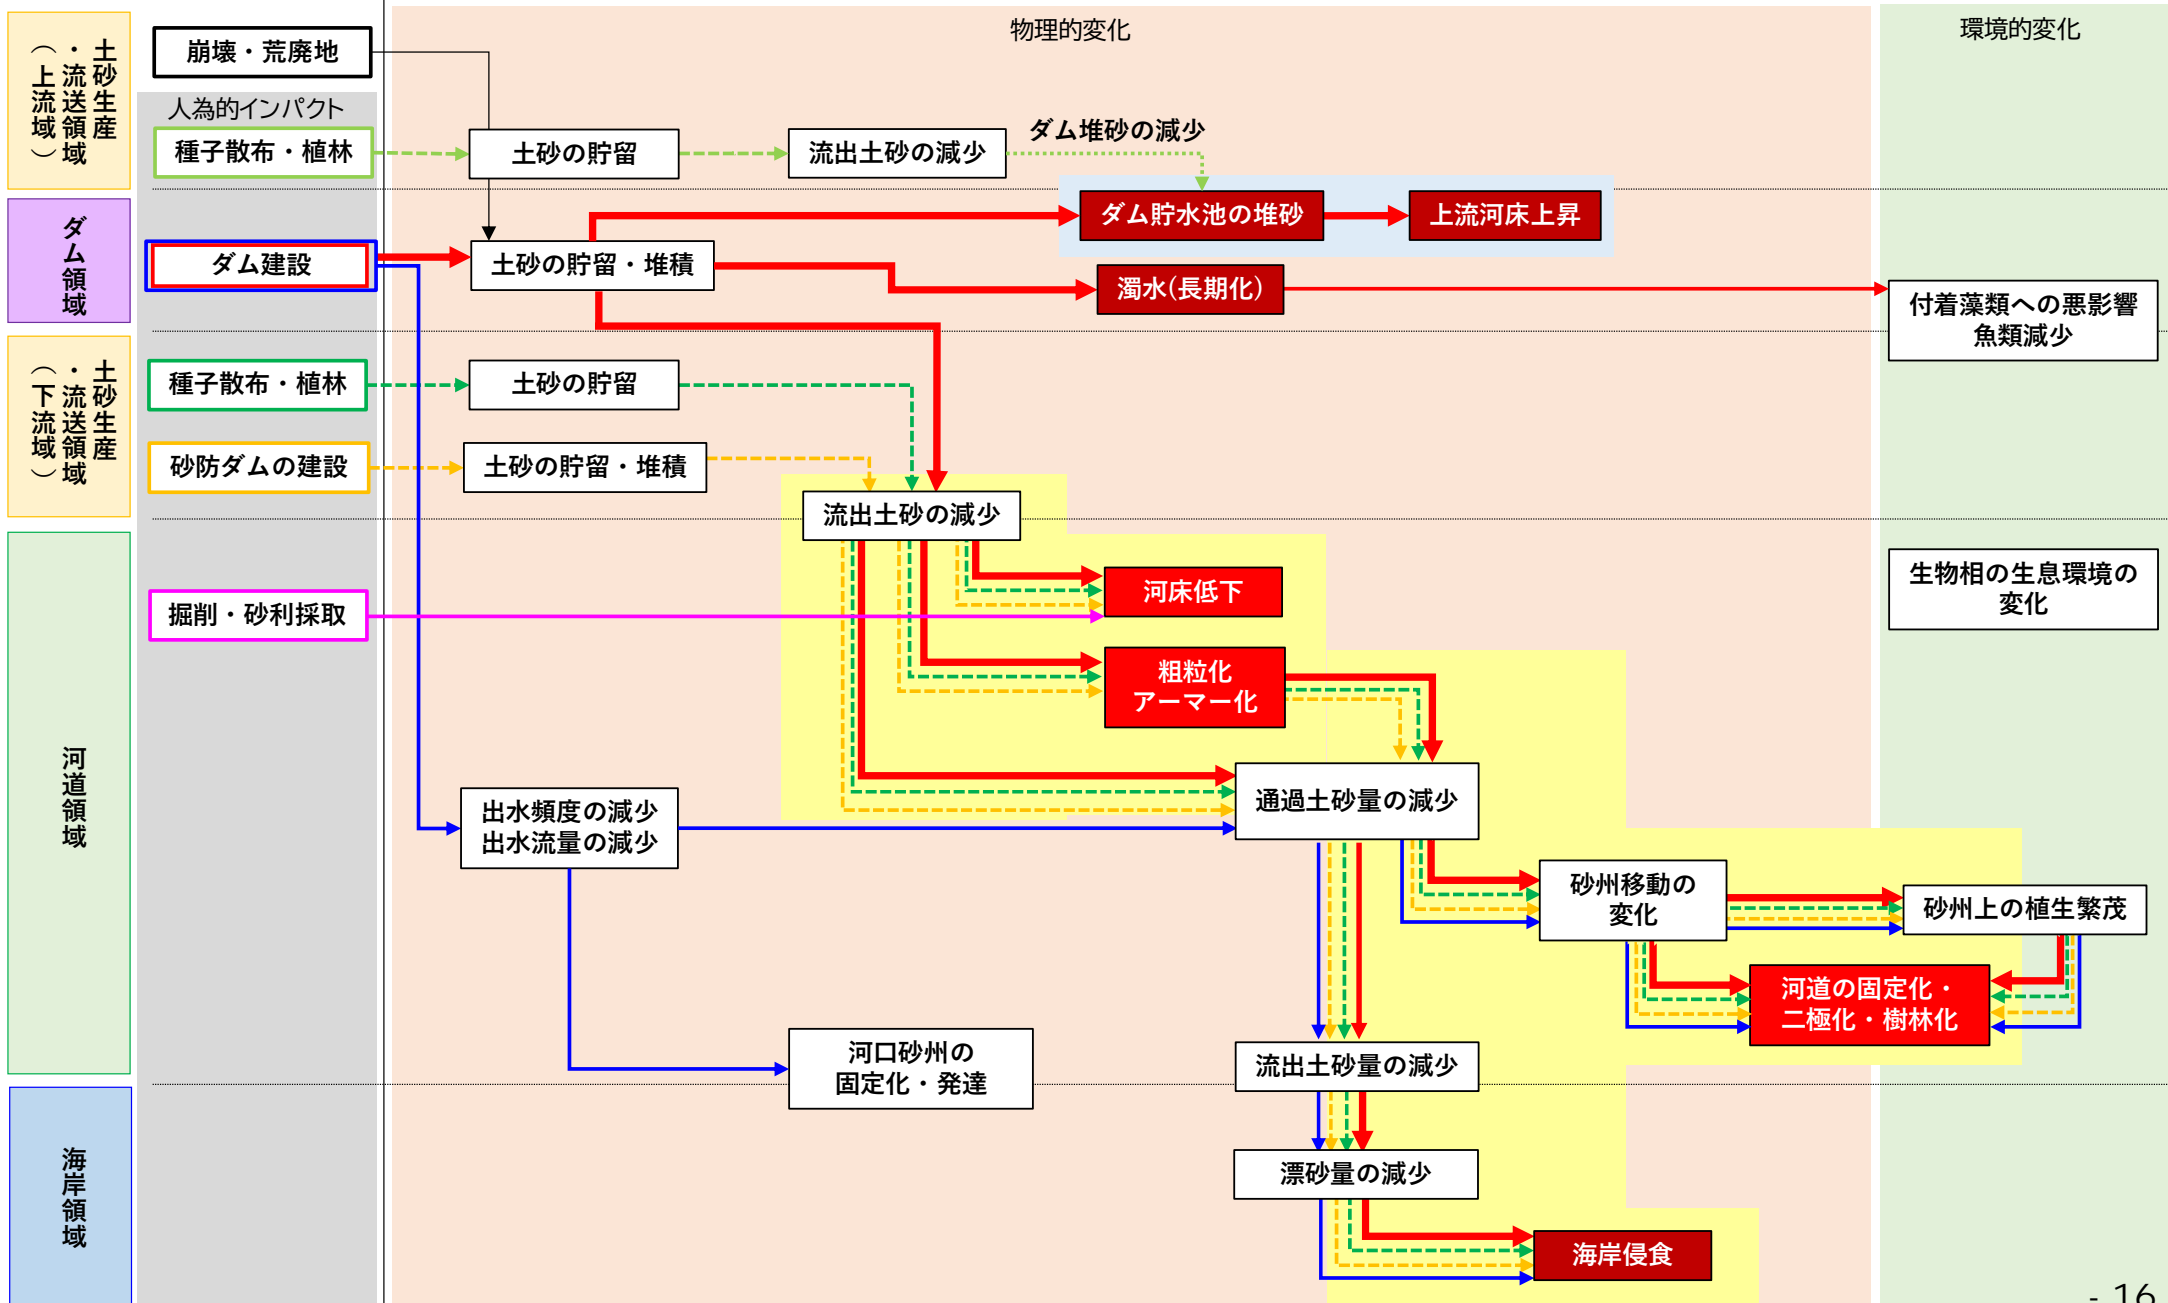 物理的変化
環境的変化
土砂生産
・流送領域
（上流域）
崩壊・荒廃地
人為的インパクト
種子散布・植林
土砂の貯留
流出土砂の減少
ダム堆砂の減少
ダム領域
ダム建設
土砂の貯留・堆積
ダム貯水池の堆砂
上流河床上昇
濁水(長期化)
付着藻類への悪影響
魚類減少
土砂生産
・流送領域
（下流域）
種子散布・植林
土砂の貯留
砂防ダムの建設
土砂の貯留・堆積
流出土砂の減少
河道領域
掘削・砂利採取
河床低下
生物相の生息環境の
変化
粗粒化
アーマー化
出水頻度の減少
出水流量の減少
通過土砂量の減少
砂州移動の
変化
砂州上の植生繁茂
河道の固定化・
二極化・樹林化
河口砂州の
固定化・発達
流出土砂量の減少
海岸領域
漂砂量の減少
海岸侵食
- 16